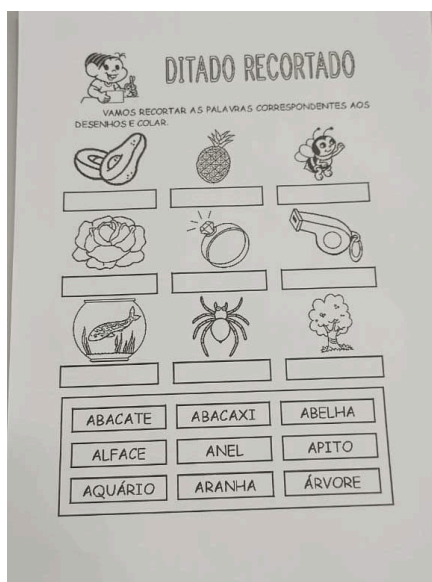 DITADO RECORTADO
VAMOS RECORTAR AS PALAVRAS CORRESPONDENTES AOS
DESENHOS E COLAR.
ABACATE ABACAXI ABELHA
ALFACE ANEL APITO
AQUÁRIO ARANHA ÁRVORE